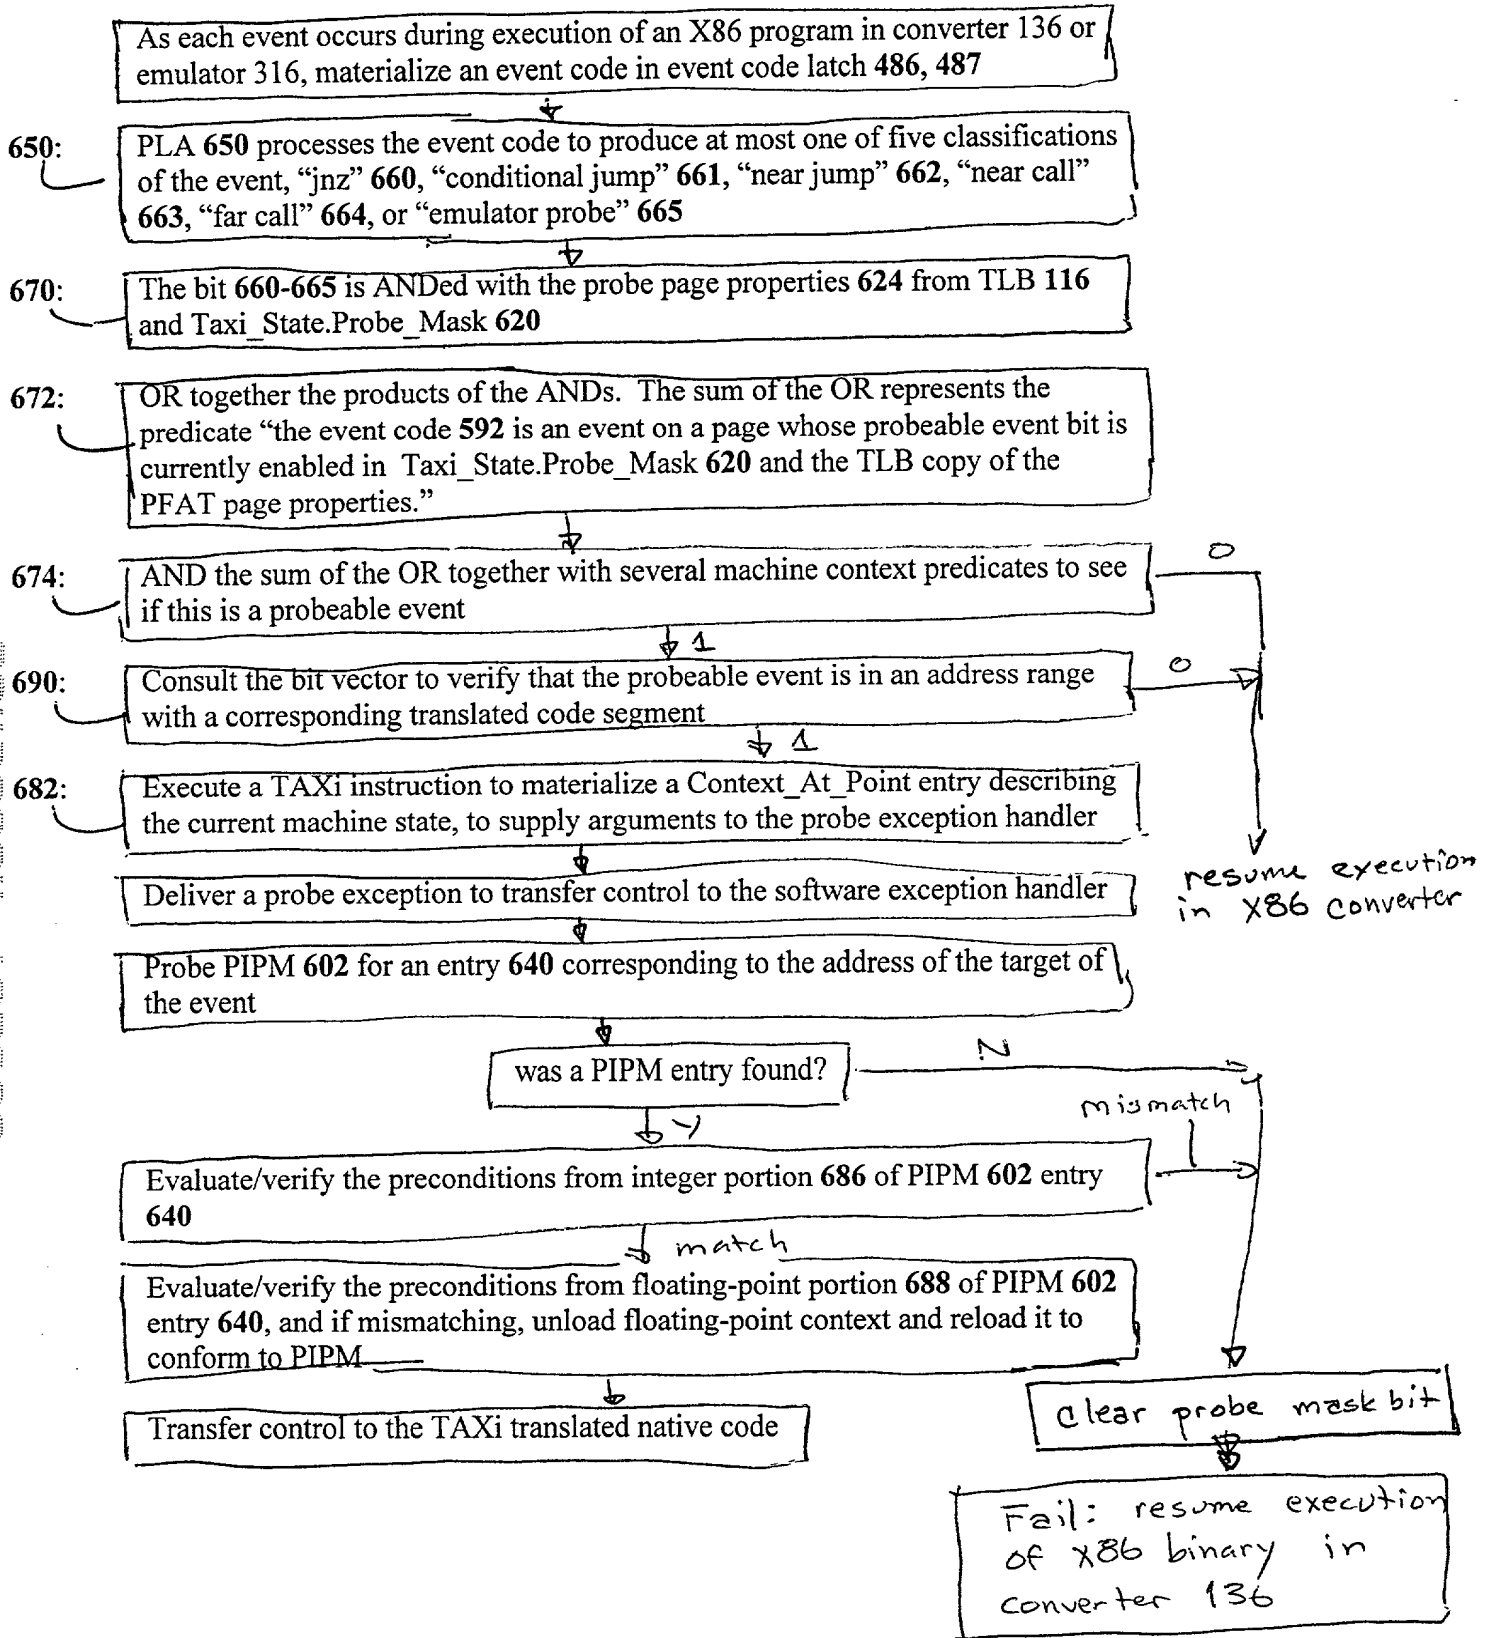 As each event occurs during execution of an X86 program in converter 136 or
emulator 316, materialize an event code in event code latch 486, 487
650:
PLA 650 processes the event code to produce at most one of five classifications
of the event, “jnz” 660, “conditional jump” 661, “near jump” 662, “near call”
663, “far call” 664, or “emulator probe” 665
670:
The bit 660-665 is ANDed with the probe page properties 624 from TLB 116
and Taxi_State.Probe_Mask 620
672:
OR together the products of the ANDs.  The sum of the OR represents the
predicate “the event code 592 is an event on a page whose probeable event bit is
currently enabled in  Taxi_State.Probe_Mask 620 and the TLB copy of the
PFAT page properties.”
674:
AND the sum of the OR together with several machine context predicates to see
if this is a probeable event
0
1
690:
Consult the bit vector to verify that the probeable event is in an address range
with a corresponding translated code segment
0
1
682:
Execute a TAXi instruction to materialize a Context_At_Point entry describing
the current machine state, to supply arguments to the probe exception handler
resume execution
in X86 converter
Deliver a probe exception to transfer control to the software exception handler
Probe PIPM 602 for an entry 640 corresponding to the address of the target of
the event
was a PIPM entry found?
N
Y
mismatch
Evaluate/verify the preconditions from integer portion 686 of PIPM 602 entry
640
match
Evaluate/verify the preconditions from floating-point portion 688 of PIPM 602
entry 640, and if mismatching, unload floating-point context and reload it to
conform to PIPM
Transfer control to the TAXi translated native code
Clear probe mask bit
Fail: resume execution
of X86 binary in
converter 136